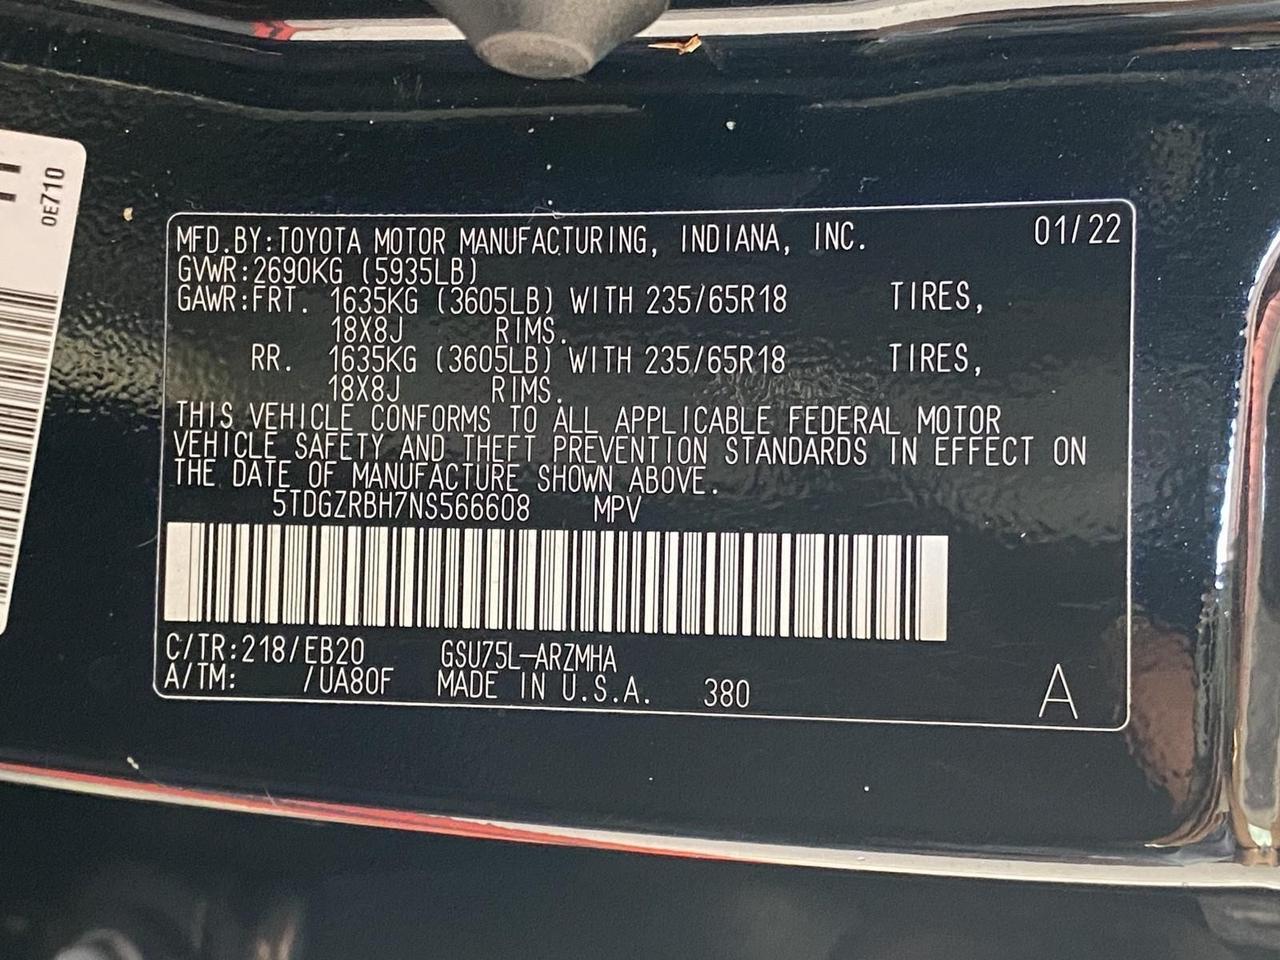 0E710
MFD.BY:TOYOTA MOTOR MANUFACTURING, INDIANA, INC. 01/22
GVWR:2690KG (5935LB)
GAWR:FRT. 1635KG (3605LB) WITH 235/65R18 TIRES,
18X8J RIMS.
RR. 1635KG (3605LB) WITH 235/65R18 TIRES,
18X8J RIMS.
THIS VEHICLE CONFORMS TO ALL APPLICABLE FEDERAL MOTOR
VEHICLE SAFETY AND THEFT PREVENTION STANDARDS IN EFFECT ON
THE DATE OF MANUFACTURE SHOWN ABOVE.
5TDGZRBH7NS566608 MPV
C/TR:218/EB20 GSU75L-ARZMHA
A/TM: /UA80F MADE IN U.S.A. 380 A